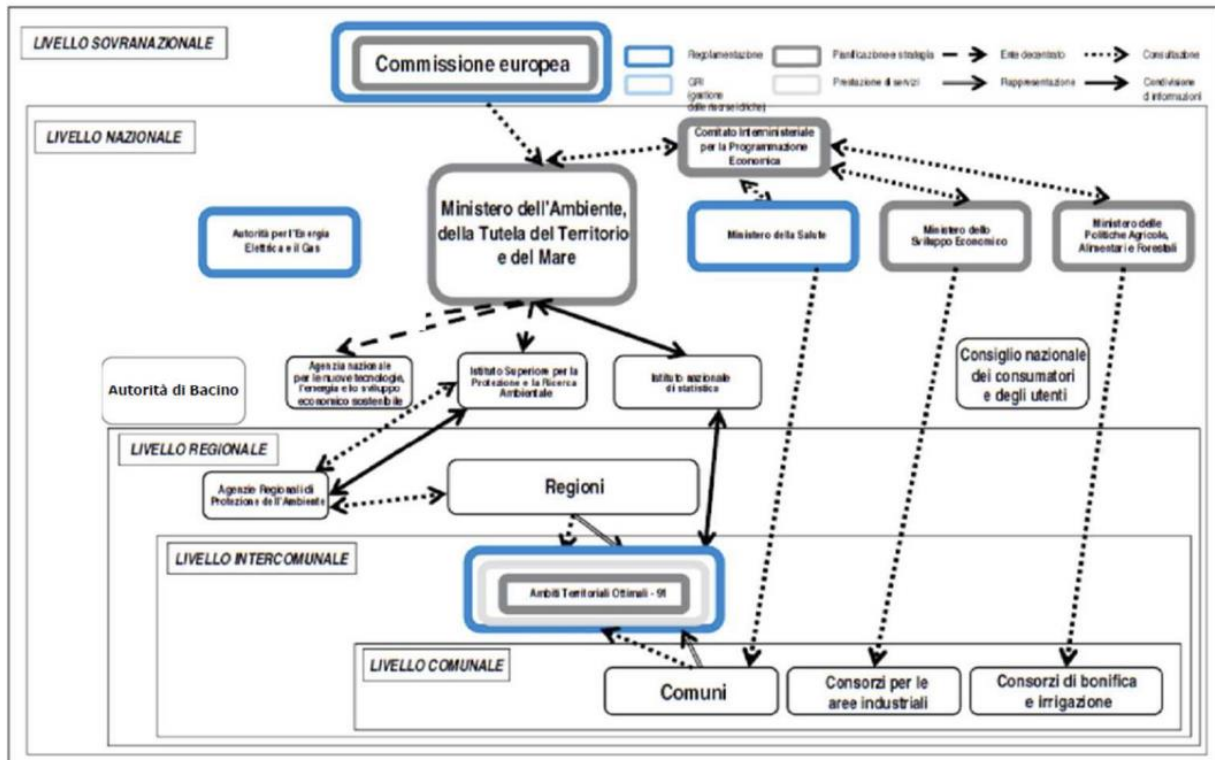 LIVELLO SOVRANAZIONALE
Commissione europea
Regolamentazione
Pianificazione e strategia
Ente decentrato
Consultazione
GRI
(gestione
delle risorse idriche)
Prestazione di servizi
Rappresentazione
Condivisione
d informazioni
LIVELLO NAZIONALE
Comitato Interministeriale
per la Programmazione
Economica
Ministero dell'Ambiente,
della Tutela del Territorio
e del Mare
Autorità per l'Energia
Elettrica e il Gas
Ministero della Salute
Ministero dello
Sviluppo Economico
Ministero delle
Politiche Agricole,
Alimentari e Forestali
Autorità di Bacino
Agenzia nazionale
per le nuove tecnologie,
l'energia e lo sviluppo
economico sostenibile
Istituto Superiore per la
Protezione e la Ricerca
Ambientale
Istituto nazionale
di statistica
Consiglio nazionale
dei consumatori
e degli utenti
LIVELLO REGIONALE
Agenzie Regionali di
Protezione dell'Ambiente
Regioni
LIVELLO INTERCOMUNALE
Ambiti Territoriali Ottimali - 91
LIVELLO COMUNALE
Comuni
Consorzi per le
aree industriali
Consorzi di bonifica
e irrigazione